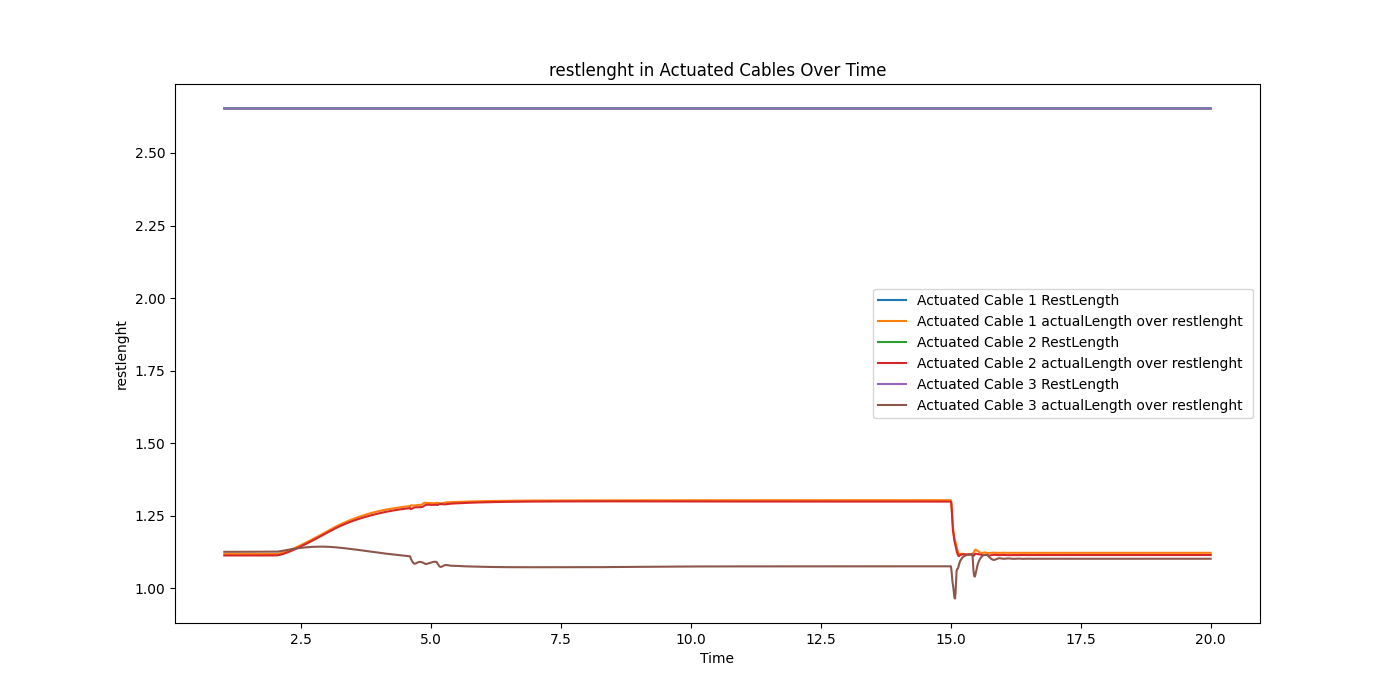 restlenght in Actuated Cables Over Time
restlenght
2.50
2.25
2.00
1.75
1.50
1.25
1.00
Actuated Cable 1 RestLength
Actuated Cable 1 actualLength over restlenght
Actuated Cable 2 RestLength
Actuated Cable 2 actualLength over restlenght
Actuated Cable 3 RestLength
Actuated Cable 3 actualLength over restlenght
2.5 5.0 7.5 10.0 12.5 15.0 17.5 20.0
Time